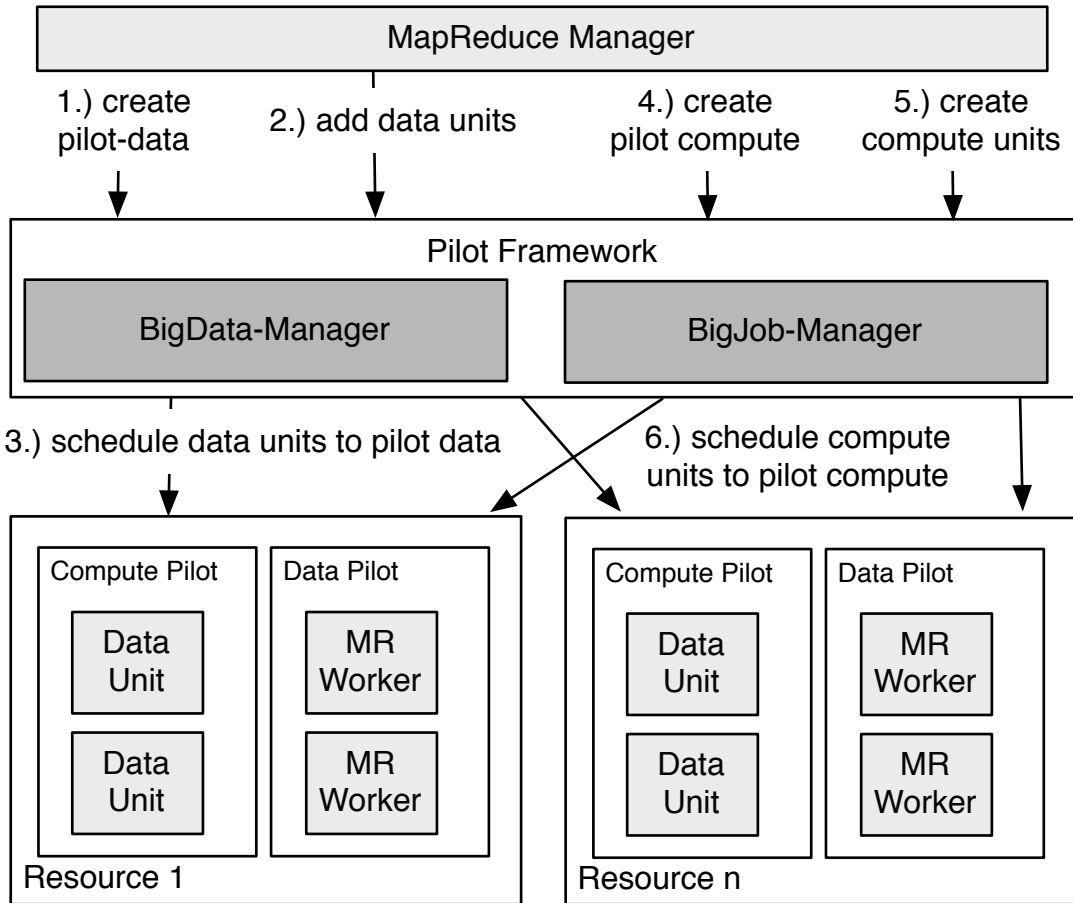 MapReduce Manager
1.) create
pilot-data
2.) add data units
4.) create
pilot compute
5.) create
compute units
Pilot Framework
BigData-Manager
BigJob-Manager
3.) schedule data units to pilot data
6.) schedule compute
units to pilot compute
Compute Pilot
Data
Unit
Data
Unit
Data Pilot
MR
Worker
MR
Worker
Resource 1
Compute Pilot
Data
Unit
Data
Unit
Data Pilot
MR
Worker
MR
Worker
Resource n